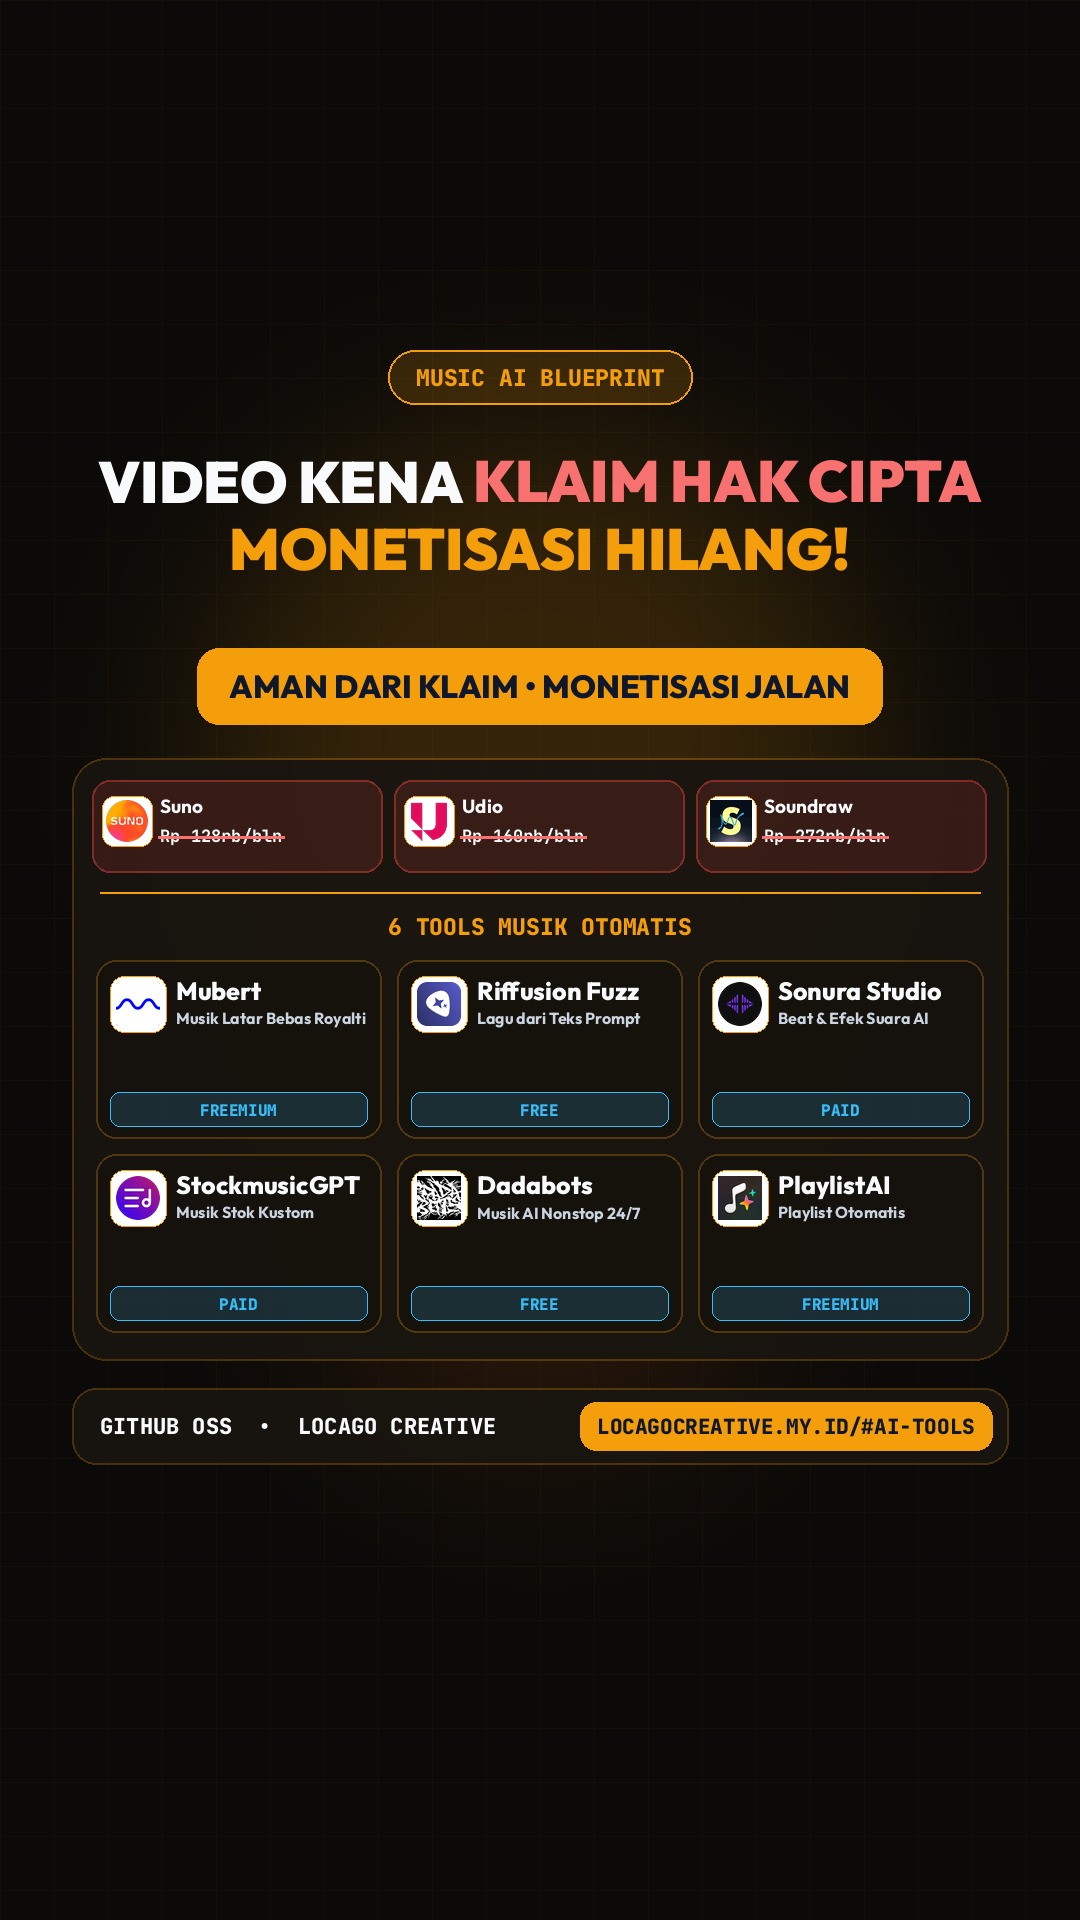 MUSIC AI BLUEPRINT
VIDEO KENA KLAIM HAK CIPTA
MONETISASI HILANG!
AMAN DARI KLAIM • MONETISASI JALAN
SUNO
Suno
Rp 128rb/bln
Udio
Rp 160rb/bln
S
Soundraw
Rp 272rb/bln
6 TOOLS MUSIK OTOMATIS
Mubert
Musik Latar Bebas Royalti
FREEMIUM
Riffusion Fuzz
Lagu dari Teks Prompt
FREE
Sonura Studio
Beat & Efek Suara AI
PAID
StockmusicGPT
Musik Stok Kustom
PAID
Dadabots
Musik AI Nonstop 24/7
FREE
PlaylistAI
Playlist Otomatis
FREEMIUM
GITHUB OSS • LOCAGO CREATIVE
LOCAGOCREATIVE.MY.ID/#AI-TOOLS